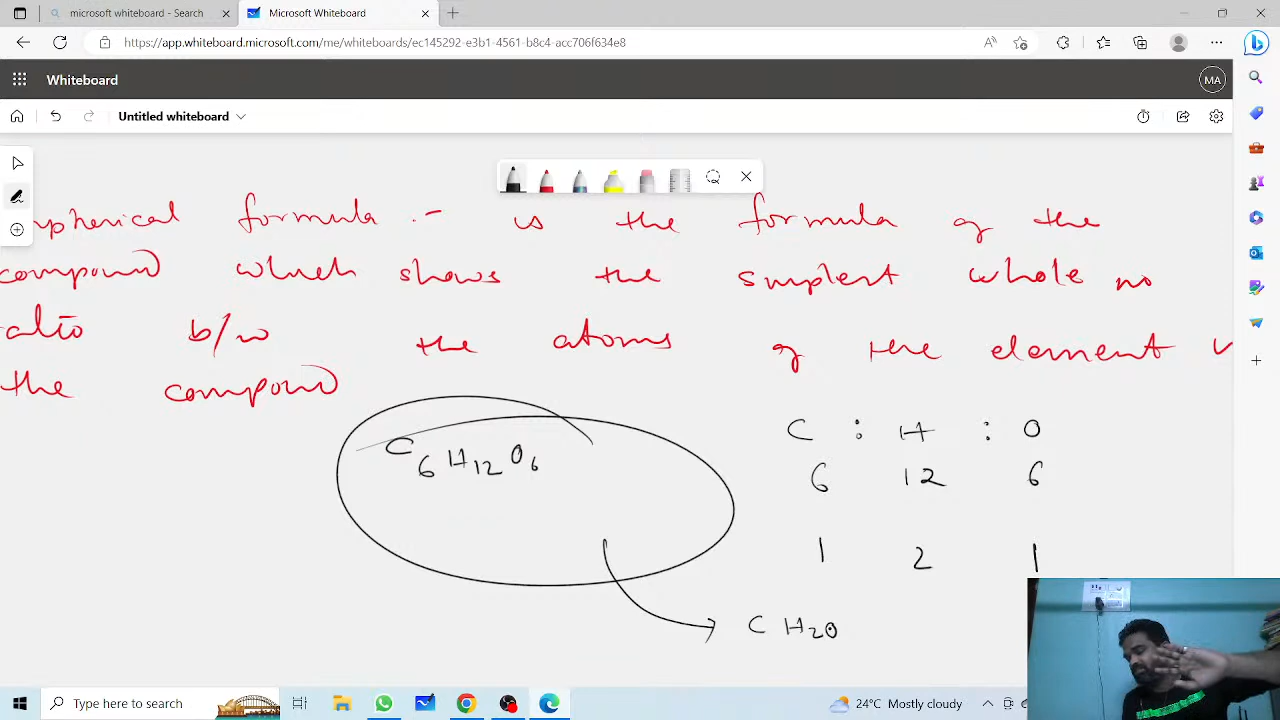 microsoft whiteboard - Search
Microsoft Whiteboard
https://app.whiteboard.microsoft.com/me/whiteboards/ec145292-e3b1-4561-b8c4-acc706f634e8
Whiteboard
MA
Untitled whiteboard
pherical formula :- is the formula of the
compound which shows the simplest whole no
atio b/w the atoms of the element
the compound
C6H12O6
C : H : O
6 12 6
1 2 1
CH2O
Type here to search
24°C Mostly cloudy